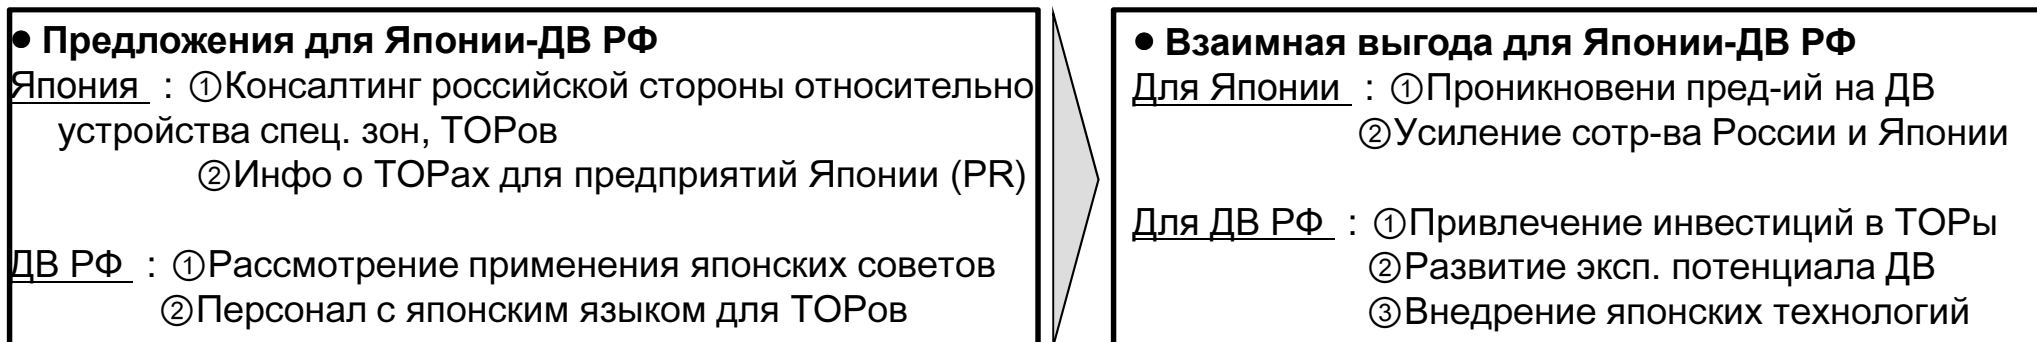 ● Предложения для Японии-ДВ РФ
Япония : ①Консалтинг российской стороны относительно
устройства спец. зон, ТОРов
②Инфо о ТОРах для предприятий Японии (PR)
ДВ РФ : ①Рассмотрение применения японских советов
②Персонал с японским языком для ТОРов
● Взаимная выгода для Японии-ДВ РФ
Для Японии : ①Проникновени пред-ий на ДВ
②Усиление сотр-ва России и Японии
Для ДВ РФ : ①Привлечение инвестиций в ТОРы
②Развитие эксп. потенциала ДВ
③Внедрение японских технологий